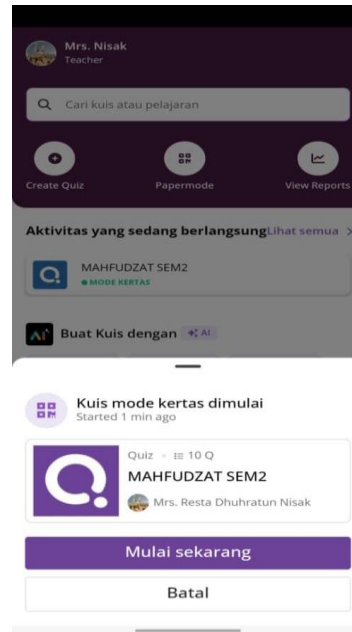 Mrs. Nisak
Teacher
Cari kuis atau pelajaran
Create Quiz
Papermode
View Reports
Aktivitas yang sedang berlangsung Lihat semua >
MAHFUDZAT SEM2
MODE KERTAS
Buat Kuis dengan AI
Kuis mode kertas dimulai
Started 1 min ago
Quiz 10 Q
MAHFUDZAT SEM2
Mrs. Resta Dhuhratun Nisak
Mulai sekarang
Batal